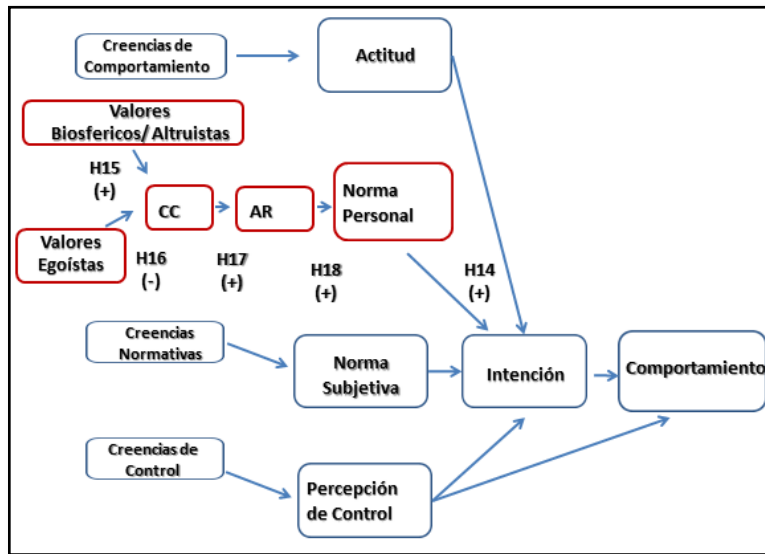 Creencias de
Comportamiento
Actitud
Valores
Biosfericos/ Altruistas
H15
(+)
CC
AR
Norma
Personal
Valores
Egoístas
H16
(-)
H17
(+)
H18
(+)
H14
(+)
Creencias
Normativas
Norma
Subjetiva
Intención
Comportamiento
Creencias de
Control
Percepción
de Control